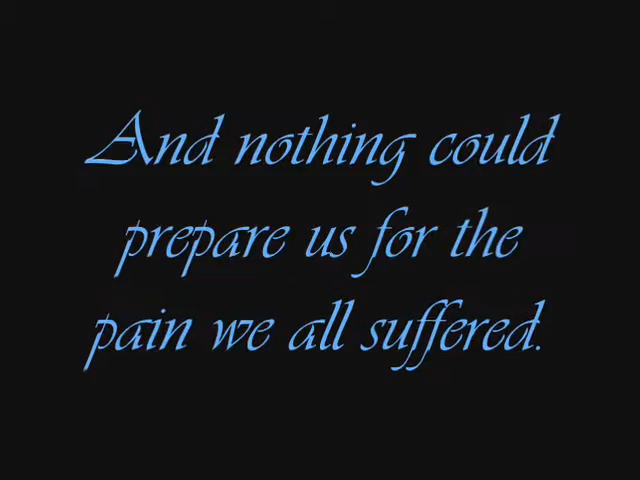 And nothing could
prepare us for the
pain we all suffered.